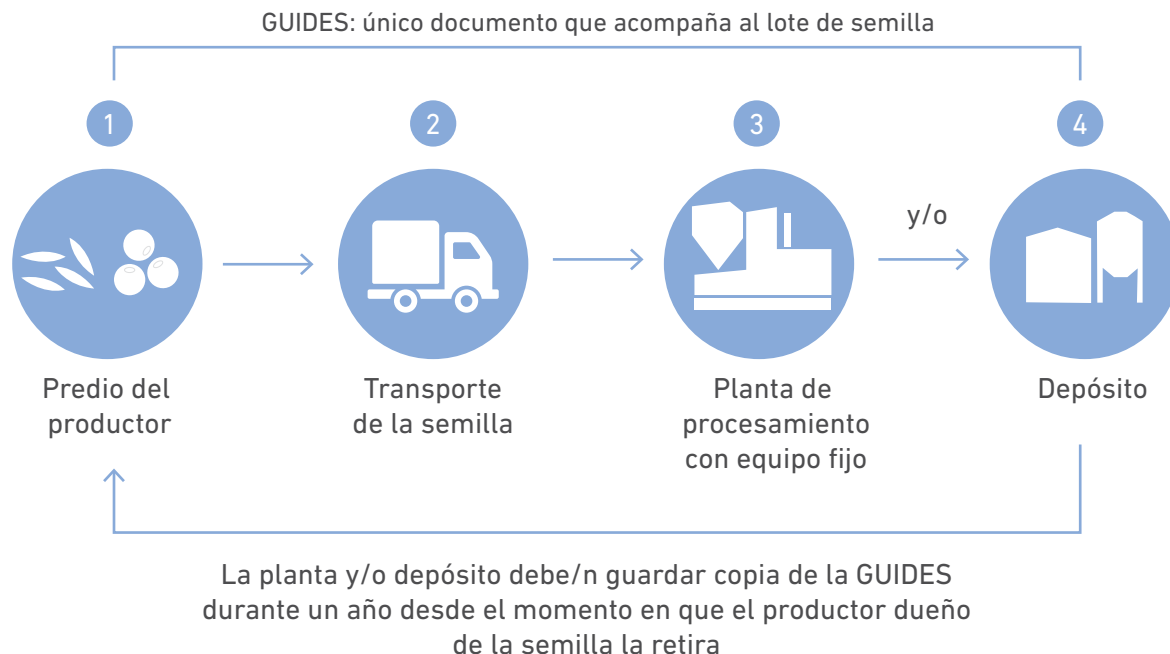 GUIDES: único documento que acompaña al lote de semilla
1
2
3
4
y/o
Predio del
productor
Transporte
de la semilla
Planta de
procesamiento
con equipo fijo
Depósito
La planta y/o depósito debe/n guardar copia de la GUIDES
durante un año desde el momento en que el productor dueño
de la semilla la retira